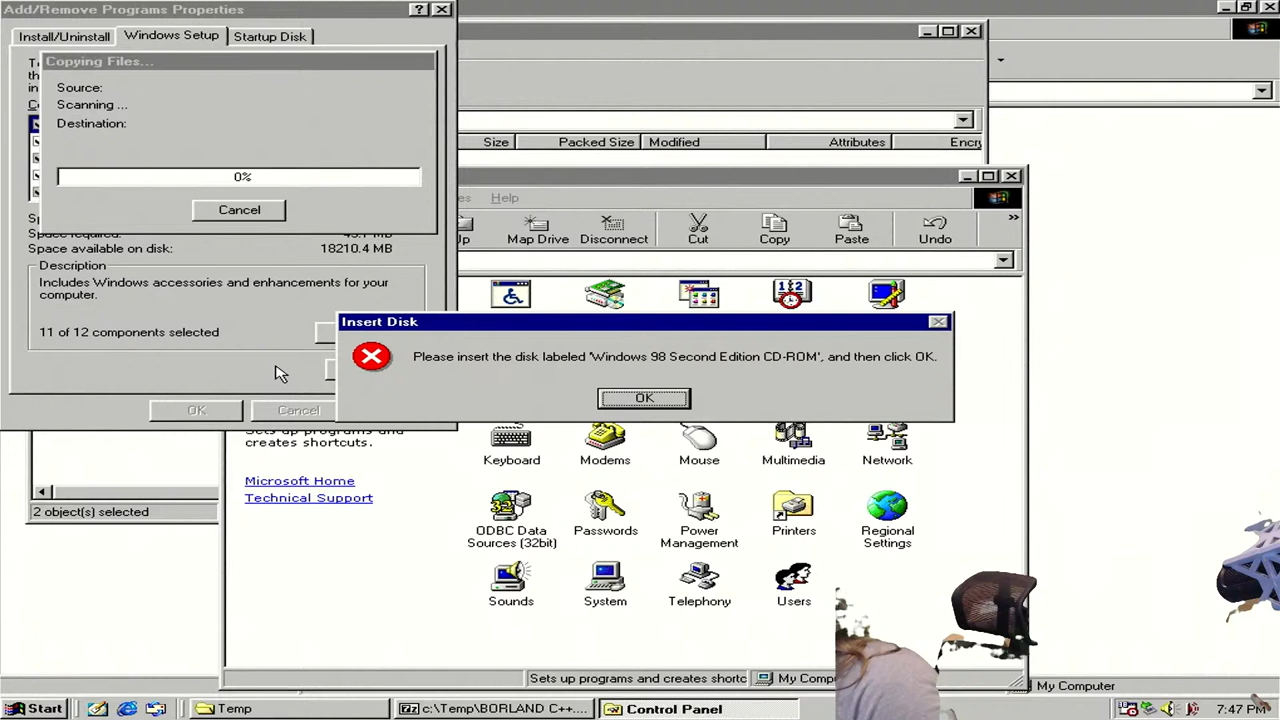 Add/Remove Programs Properties
Install/Uninstall Windows Setup Startup Disk
Copying Files...
Source:
Scanning ...
Destination:
0%
Cancel
Space available on disk: 18210.4 MB
Description
Includes Windows accessories and enhancements for your
computer.
11 of 12 components selected
OK Cancel
Size Packed Size Modified Attributes
Help
Map Drive Disconnect Cut Copy Paste Undo
Insert Disk
Please insert the disk labeled 'Windows 98 Second Edition CD-ROM', and then click OK.
OK
Sets up programs and
creates shortcuts.
Microsoft Home
Technical Support
Keyboard Modems Mouse Multimedia Network
ODBC Data
Sources (32bit)
Passwords
Power
Management
Printers
Regional
Settings
Sounds System Telephony Users
2 object(s) selected
Sets up programs and creates shortc
My Compu
My Computer
Start Temp c:\Temp\BORLAND C++.... Control Panel 7:47 PM